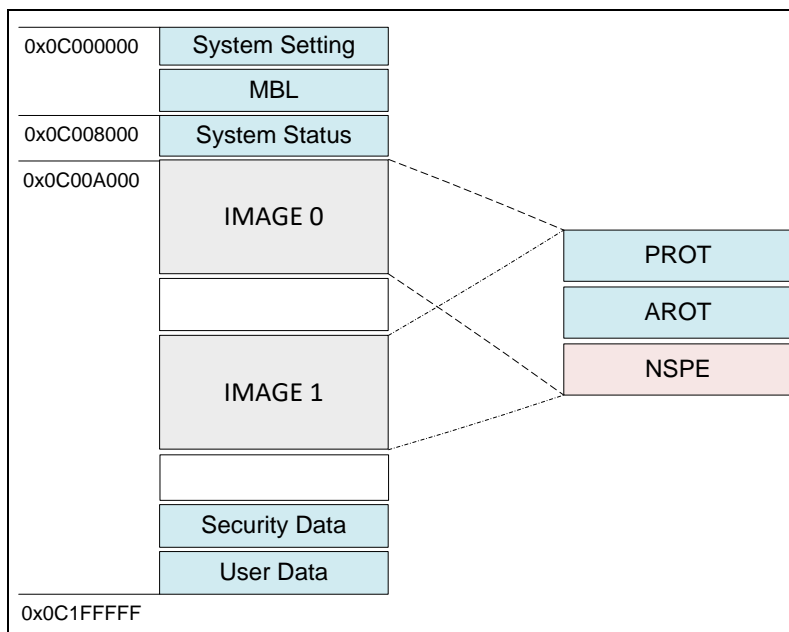 0x0C000000
System Setting
MBL
0x0C008000
System Status
0x0C00A000
IMAGE 0
PROT
AROT
NSPE
IMAGE 1
Security Data
User Data
0x0C1FFFFF